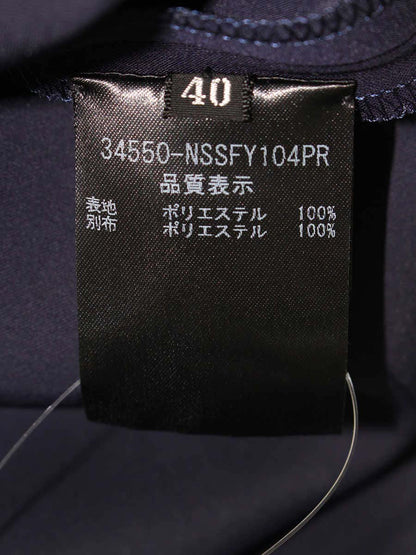 40
34550-NSSFY104PR
品質表示
表地 ポリエステル 100%
別布 ポリエステル 100%